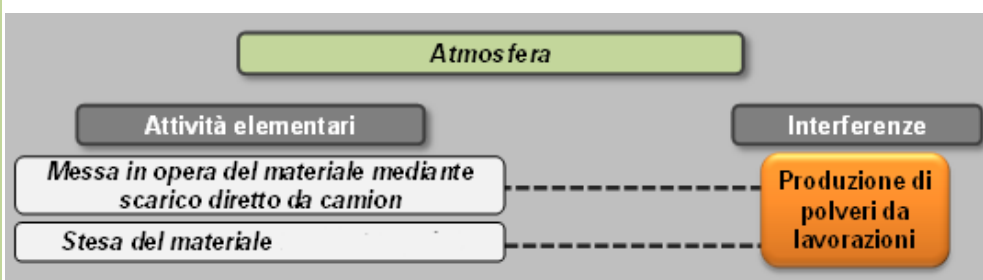 Atmosfera
Attività elementari
Interferenze
Messa in opera del materiale mediante
scarico diretto da camion
Stesa del materiale
Produzione di
polveri da
lavorazioni